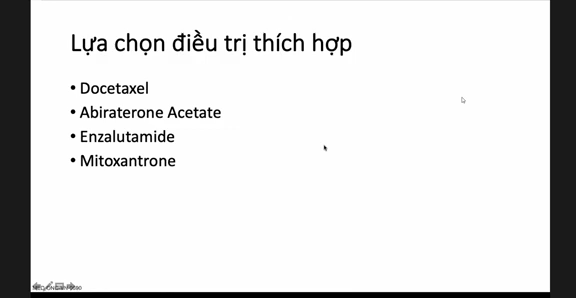 Lựa chọn điều trị thích hợp
• Docetaxel
• Abiraterone Acetate
• Enzalutamide
• Mitoxantrone